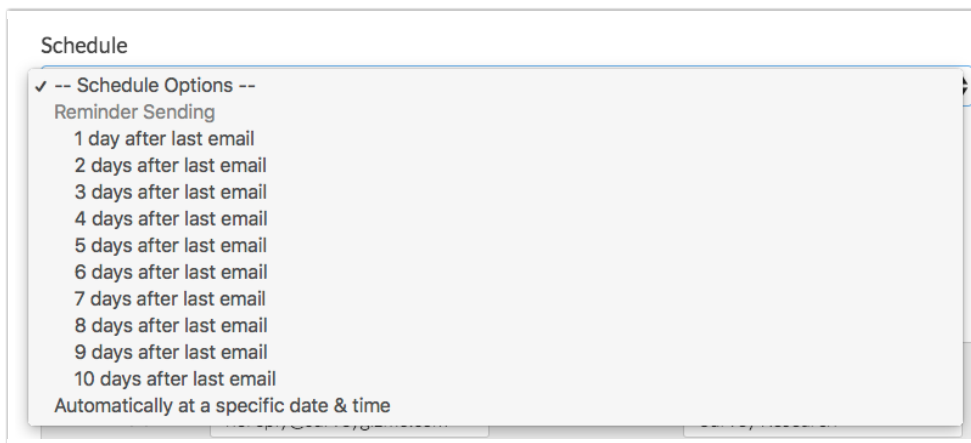 Schedule
✓ -- Schedule Options --
Reminder Sending
1 day after last email
2 days after last email
3 days after last email
4 days after last email
5 days after last email
6 days after last email
7 days after last email
8 days after last email
9 days after last email
10 days after last email
Automatically at a specific date & time